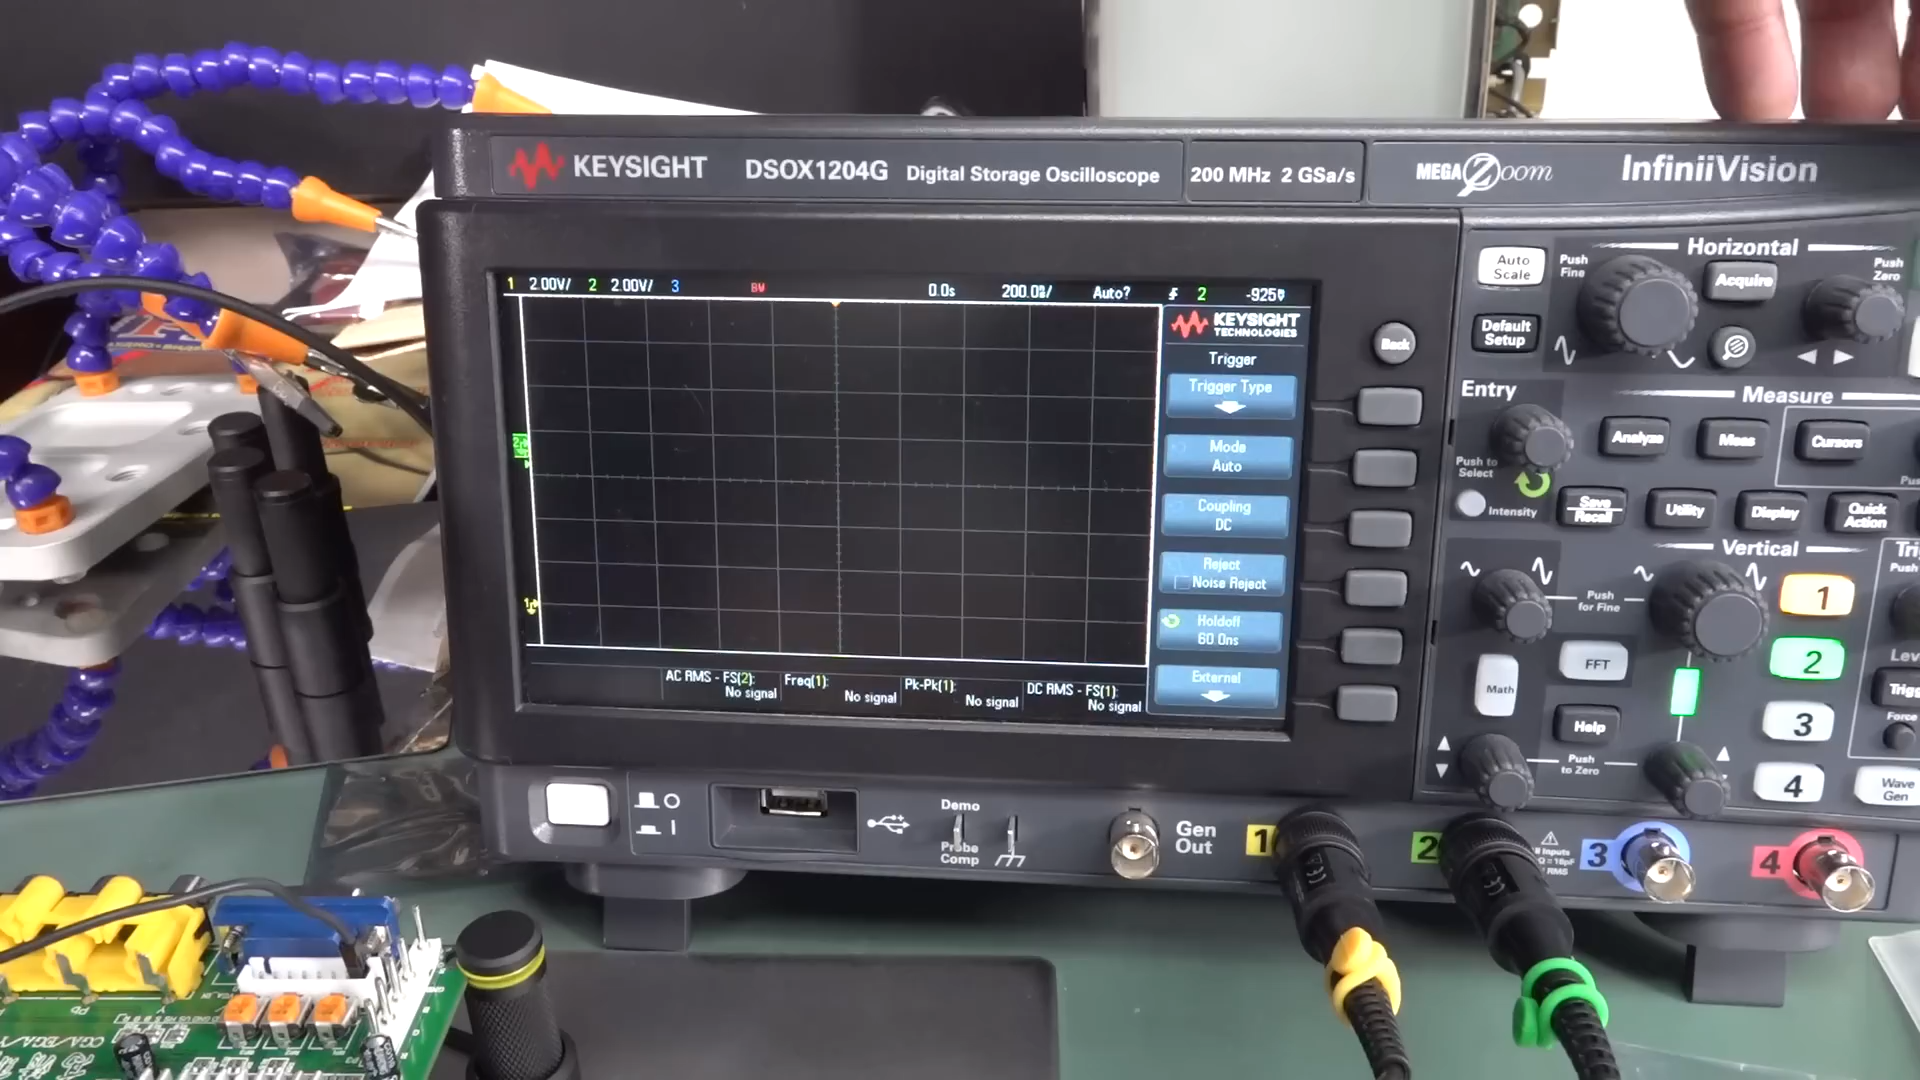 KEYSIGHT DSOX1204G Digital Storage Oscilloscope 200 MHz 2 GSa/s MEGA Zoom InfiniiVision
1 2.00V/ 2 2.00V/ 3 BW 0.0s Auto? 2
KEYSIGHT
TECHNOLOGIES
Trigger
Trigger Type
Mode
Auto
Coupling
DC
Reject
Noise Reject
Holdoff
60.0ns
External
AC RMS - FS(2):
No signal
Freq(1):
No signal
Pk-Pk(1):
No signal
DC RMS - FS(1):
No signal
Back
Horizontal
Auto
Scale
Push
Fine
Acquire
Push
Zero
Default
Setup
Entry
Measure
Analyze
Meas
Cursors
Push to
Select
Intensity
Save
Recall
Utility
Display
Quick
Action
Vertical
Push
for Fine
1
2
3
4
Math
FFT
Help
Push
to Zero
Push
Force
Wave
Gen
Demo
Probe
Comp
Gen
Out
1
2
3
4
Pb
Y